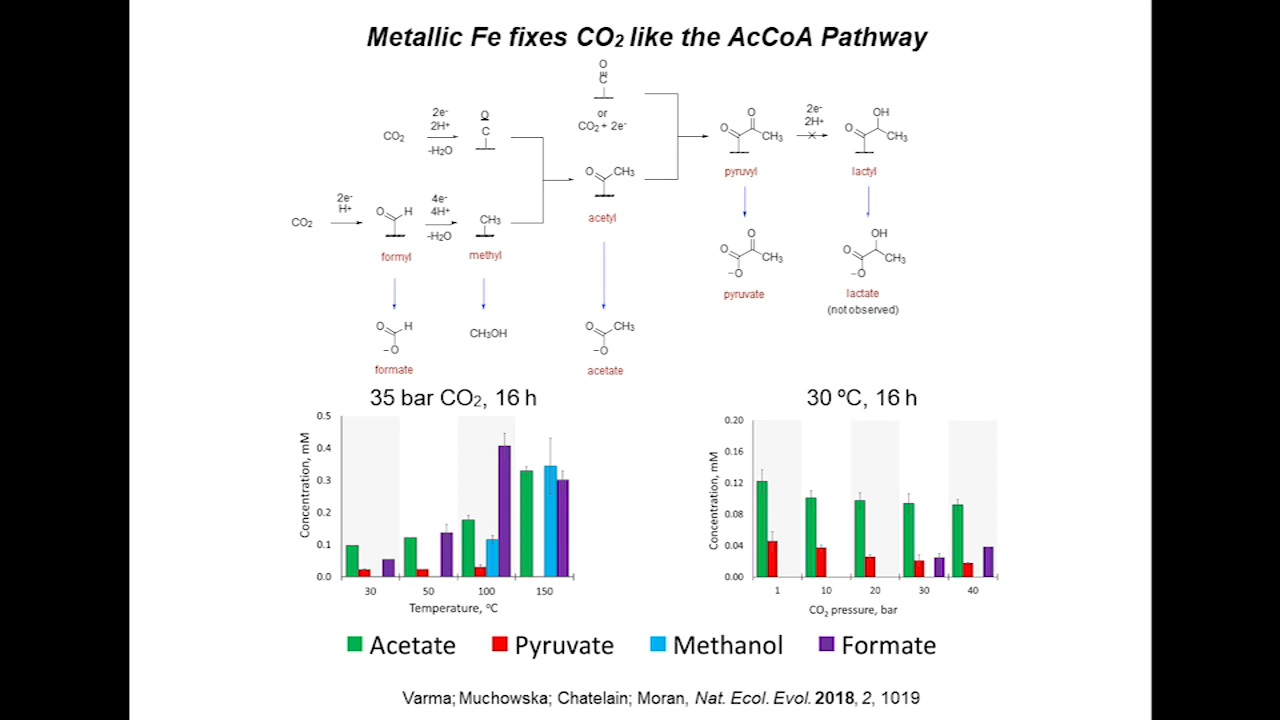 Metallic Fe fixes CO2 like the AcCoA Pathway
O
C
or
CO2 + 2e-
CO2
2e-
2H+
-H2O
O
C
O
O
CH3
pyruvyl
2e-
2H+
OH
O
CH3
lactyl
O
CH3
acetyl
CO2
2e-
H+
O
H
formyl
4e-
4H+
-H2O
CH3
methyl
O
O
CH3
-O
pyruvate
OH
O
CH3
-O
lactate
(not observed)
O
H
-O
formate
CH3OH
O
CH3
-O
acetate
35 bar CO2, 16 h
Concentration, mM
0.5
0.4
0.3
0.2
0.1
0.0
30 50 100 150
Temperature, ºC
30 ºC, 16 h
Concentration, mM
0.20
0.16
0.12
0.08
0.04
0.00
1 10 20 30 40
CO2 pressure, bar
Acetate Pyruvate Methanol Formate
Varma; Muchowska; Chatelain; Moran, Nat. Ecol. Evol. 2018, 2, 1019